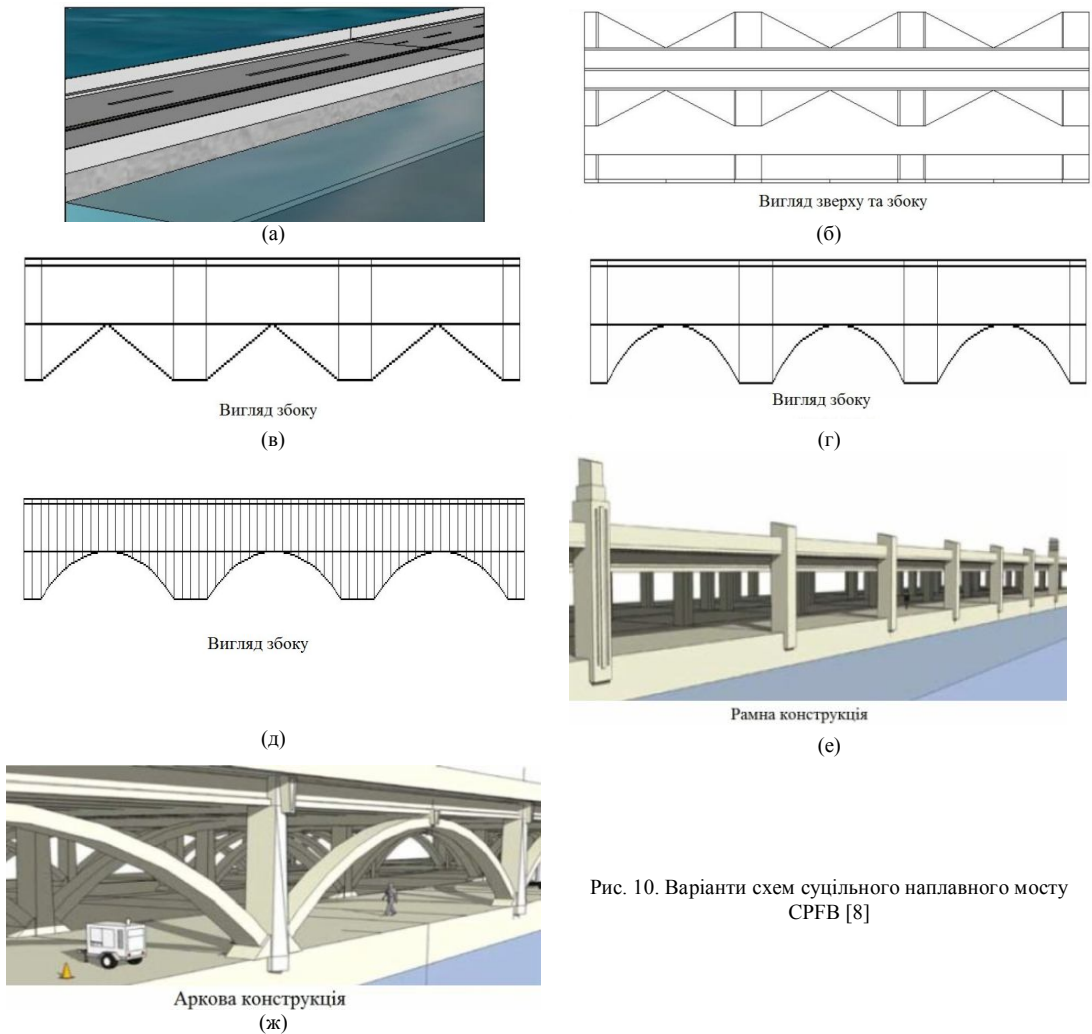 (а)
Вигляд зверху та збоку
(б)
Вигляд збоку
(в)
Вигляд збоку
(г)
Вигляд збоку
(д)
Рамна конструкція
(е)
Аркова конструкція
(ж)
Рис. 10. Варіанти схем суцільного наплавного мосту
CPFB [8]